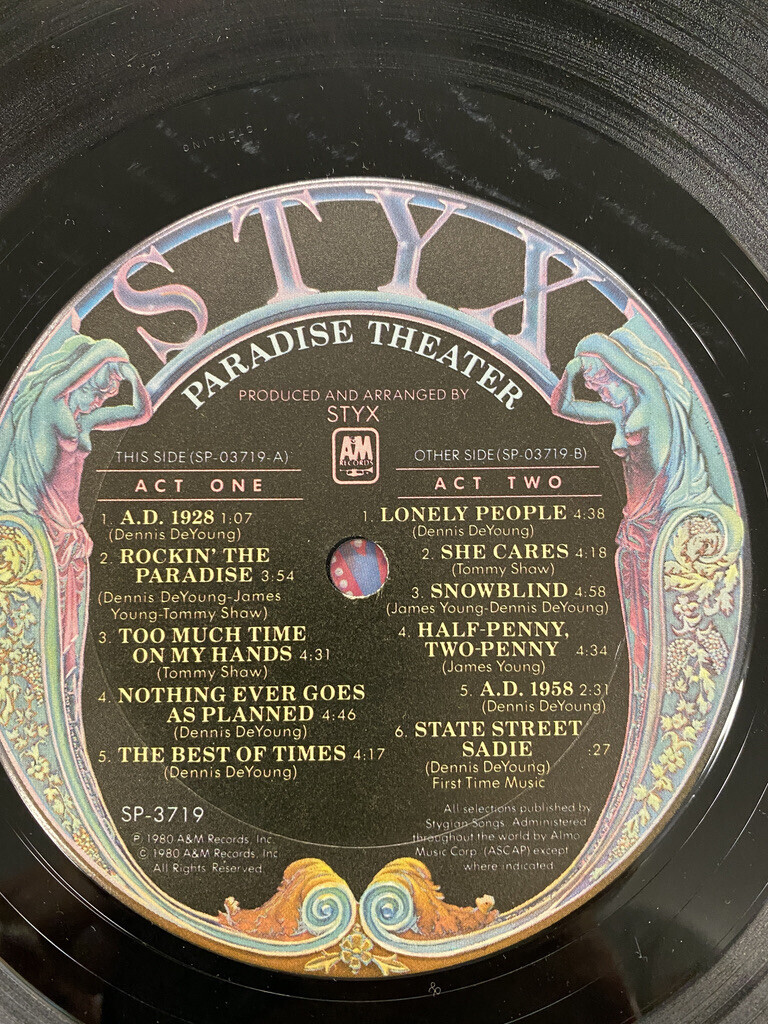 STERLING
STYX
PARADISE THEATER
PRODUCED AND ARRANGED BY
STYX
A&M
RECORDS
THIS SIDE (SP-03719-A)
ACT ONE
1. A.D. 1928 1:07
(Dennis DeYoung)
2. ROCKIN' THE
PARADISE 3:54
(Dennis DeYoung-James
Young-Tommy Shaw)
3. TOO MUCH TIME
ON MY HANDS 4:31
(Tommy Shaw)
4. NOTHING EVER GOES
AS PLANNED 4:46
(Dennis DeYoung)
5. THE BEST OF TIMES 4:17
(Dennis DeYoung)
SP-3719
℗ 1980 A&M Records, Inc.
© 1980 A&M Records, Inc
All Rights Reserved.
OTHER SIDE (SP-03719-B)
ACT TWO
1. LONELY PEOPLE 4:38
(Dennis DeYoung)
2. SHE CARES 4:18
(Tommy Shaw)
3. SNOWBLIND 4:58
(James Young-Dennis DeYoung)
4. HALF-PENNY,
TWO-PENNY 4:34
(James Young)
5. A.D. 1958 2:31
(Dennis DeYoung)
6. STATE STREET
SADIE :27
(Dennis DeYoung)
First Time Music
All selections published by
Stygian Songs. Administered
throughout the world by Almo
Music Corp. (ASCAP) except
where indicated.